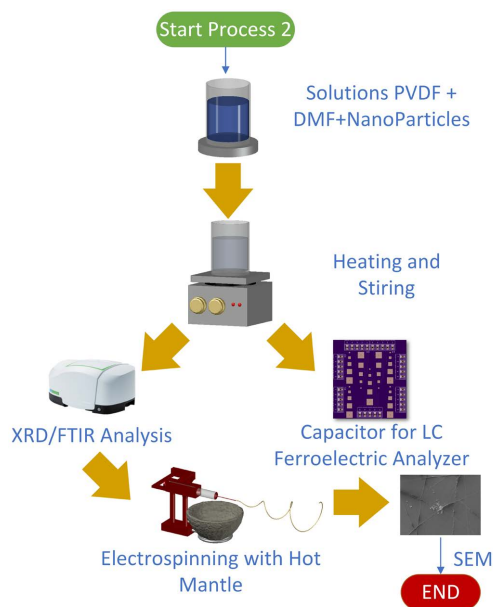 Start Process 2
Solutions PVDF +
DMF+NanoParticles
Heating and
Stiring
XRD/FTIR Analysis
Capacitor for LC
Ferroelectric Analyzer
Electrospinning with Hot
Mantle
SEM
END